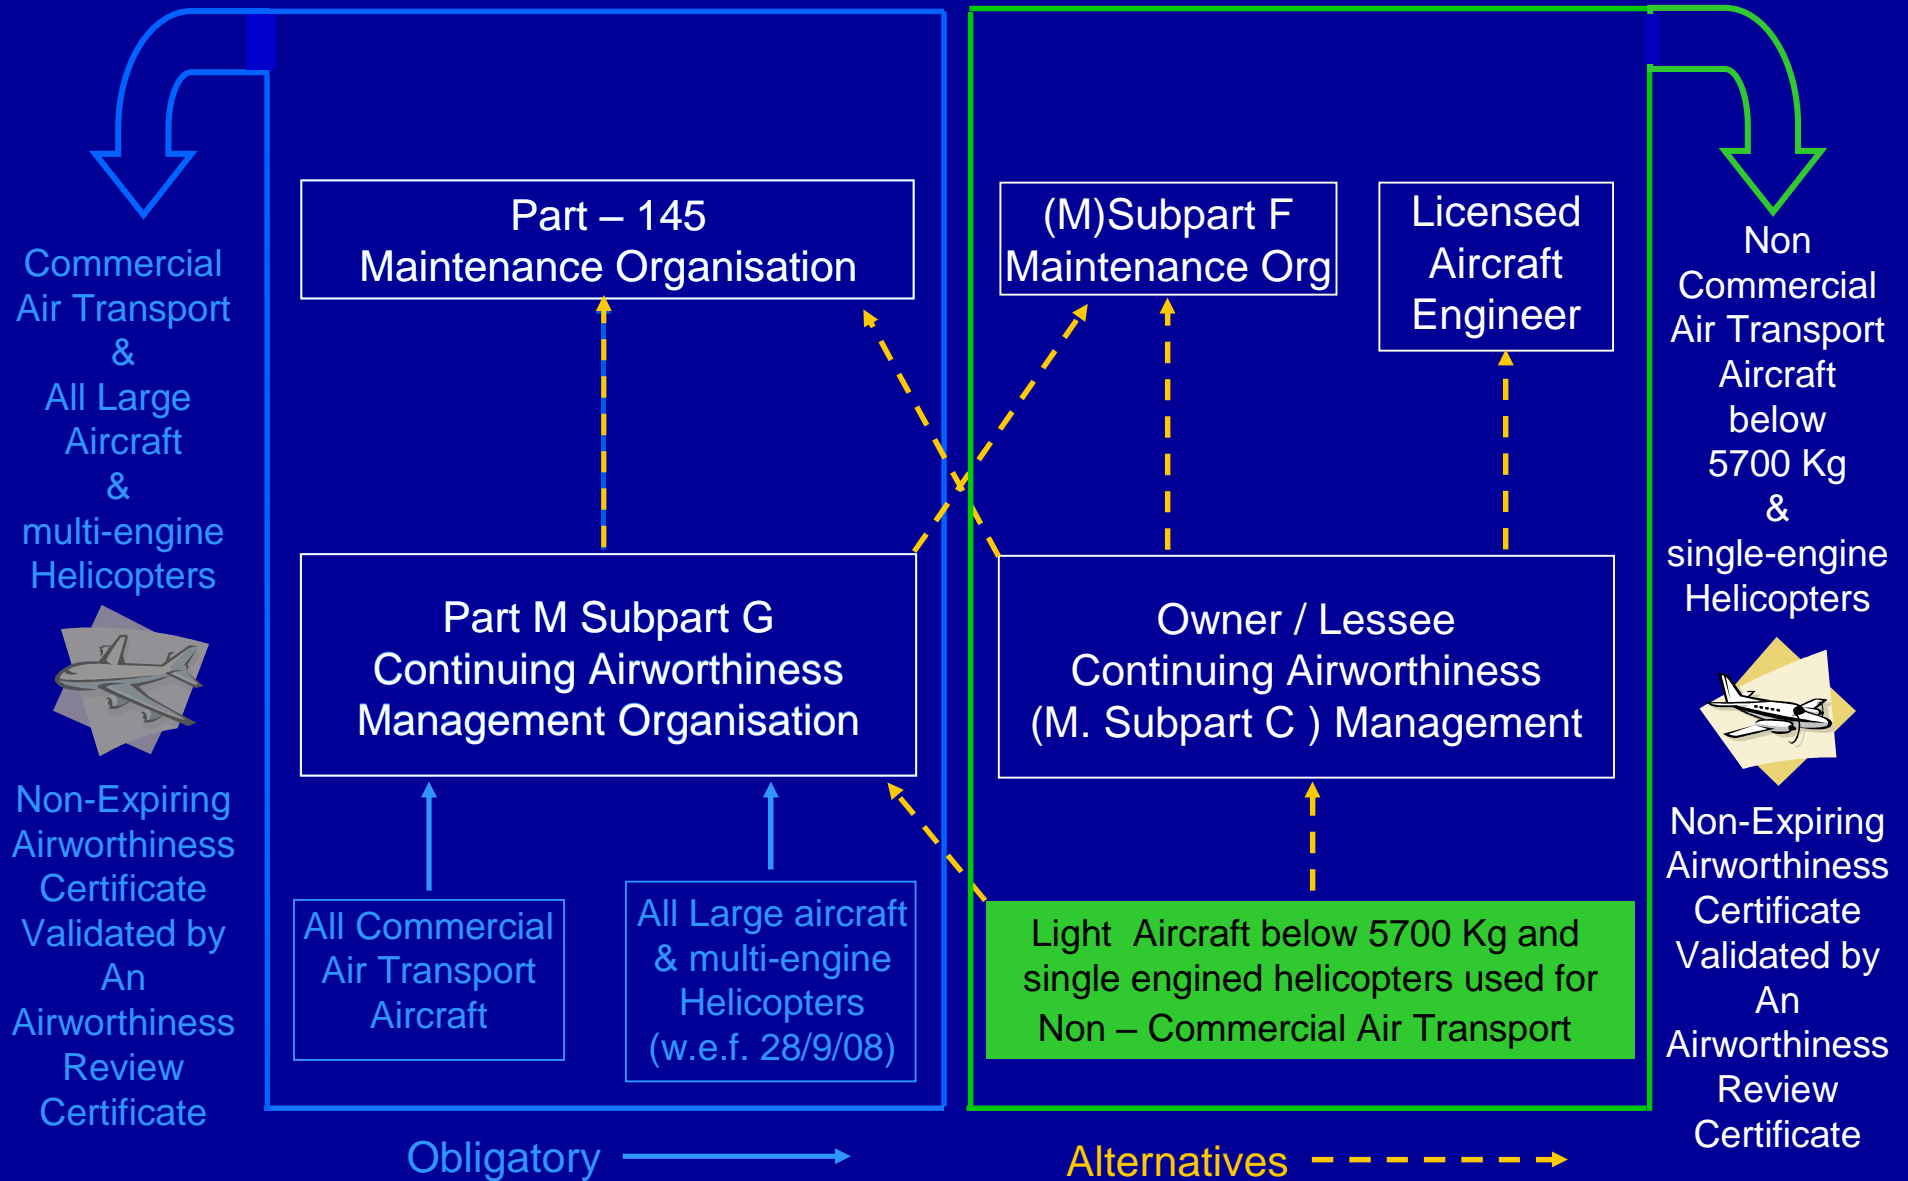 Commercial
Air Transport
&
All Large
Aircraft
&
multi-engine
Helicopters
Non-Expiring
Airworthiness
Certificate
Validated by
An
Airworthiness
Review
Certificate
Part – 145
Maintenance Organisation
Part M Subpart G
Continuing Airworthiness
Management Organisation
All Commercial
Air Transport
Aircraft
All Large aircraft
& multi-engine
Helicopters
(w.e.f. 28/9/08)
(M)Subpart F
Maintenance Org
Licensed
Aircraft
Engineer
Owner / Lessee
Continuing Airworthiness
(M. Subpart C ) Management
Light Aircraft below 5700 Kg and
single engined helicopters used for
Non – Commercial Air Transport
Non
Commercial
Air Transport
Aircraft
below
5700 Kg
&
single-engine
Helicopters
Non-Expiring
Airworthiness
Certificate
Validated by
An
Airworthiness
Review
Certificate
Obligatory
Alternatives